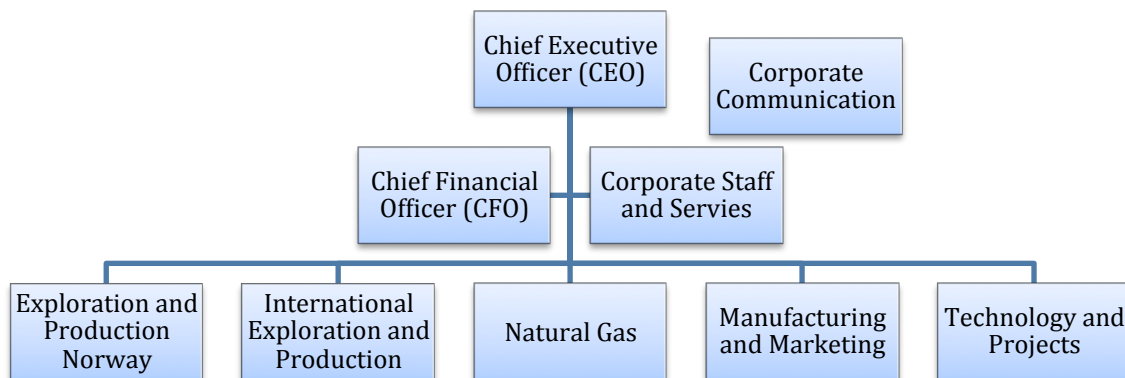 Chief Executive
Officer (CEO)
Corporate
Communication
Chief Financial
Officer (CFO)
Corporate Staff
and Servies
Exploration and
Production
Norway
International
Exploration and
Production
Natural Gas
Manufacturing
and Marketing
Technology and
Projects